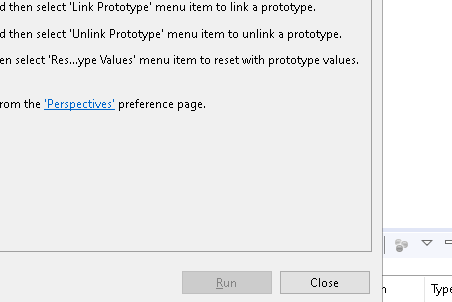 d then select 'Link Prototype' menu item to link a prototype.
d then select 'Unlink Prototype' menu item to unlink a prototype.
en select 'Res...ype Values' menu item to reset with prototype values.
rom the 'Perspectives' preference page.
Run Close
n Type